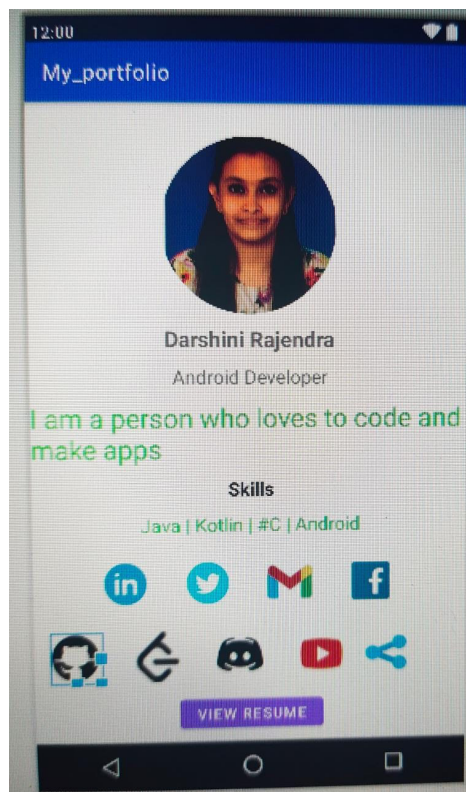 12:00
My_portfolio
Darshini Rajendra
Android Developer
I am a person who loves to code and
make apps
Skills
Java | Kotlin | #C | Android
in
f
VIEW RESUME